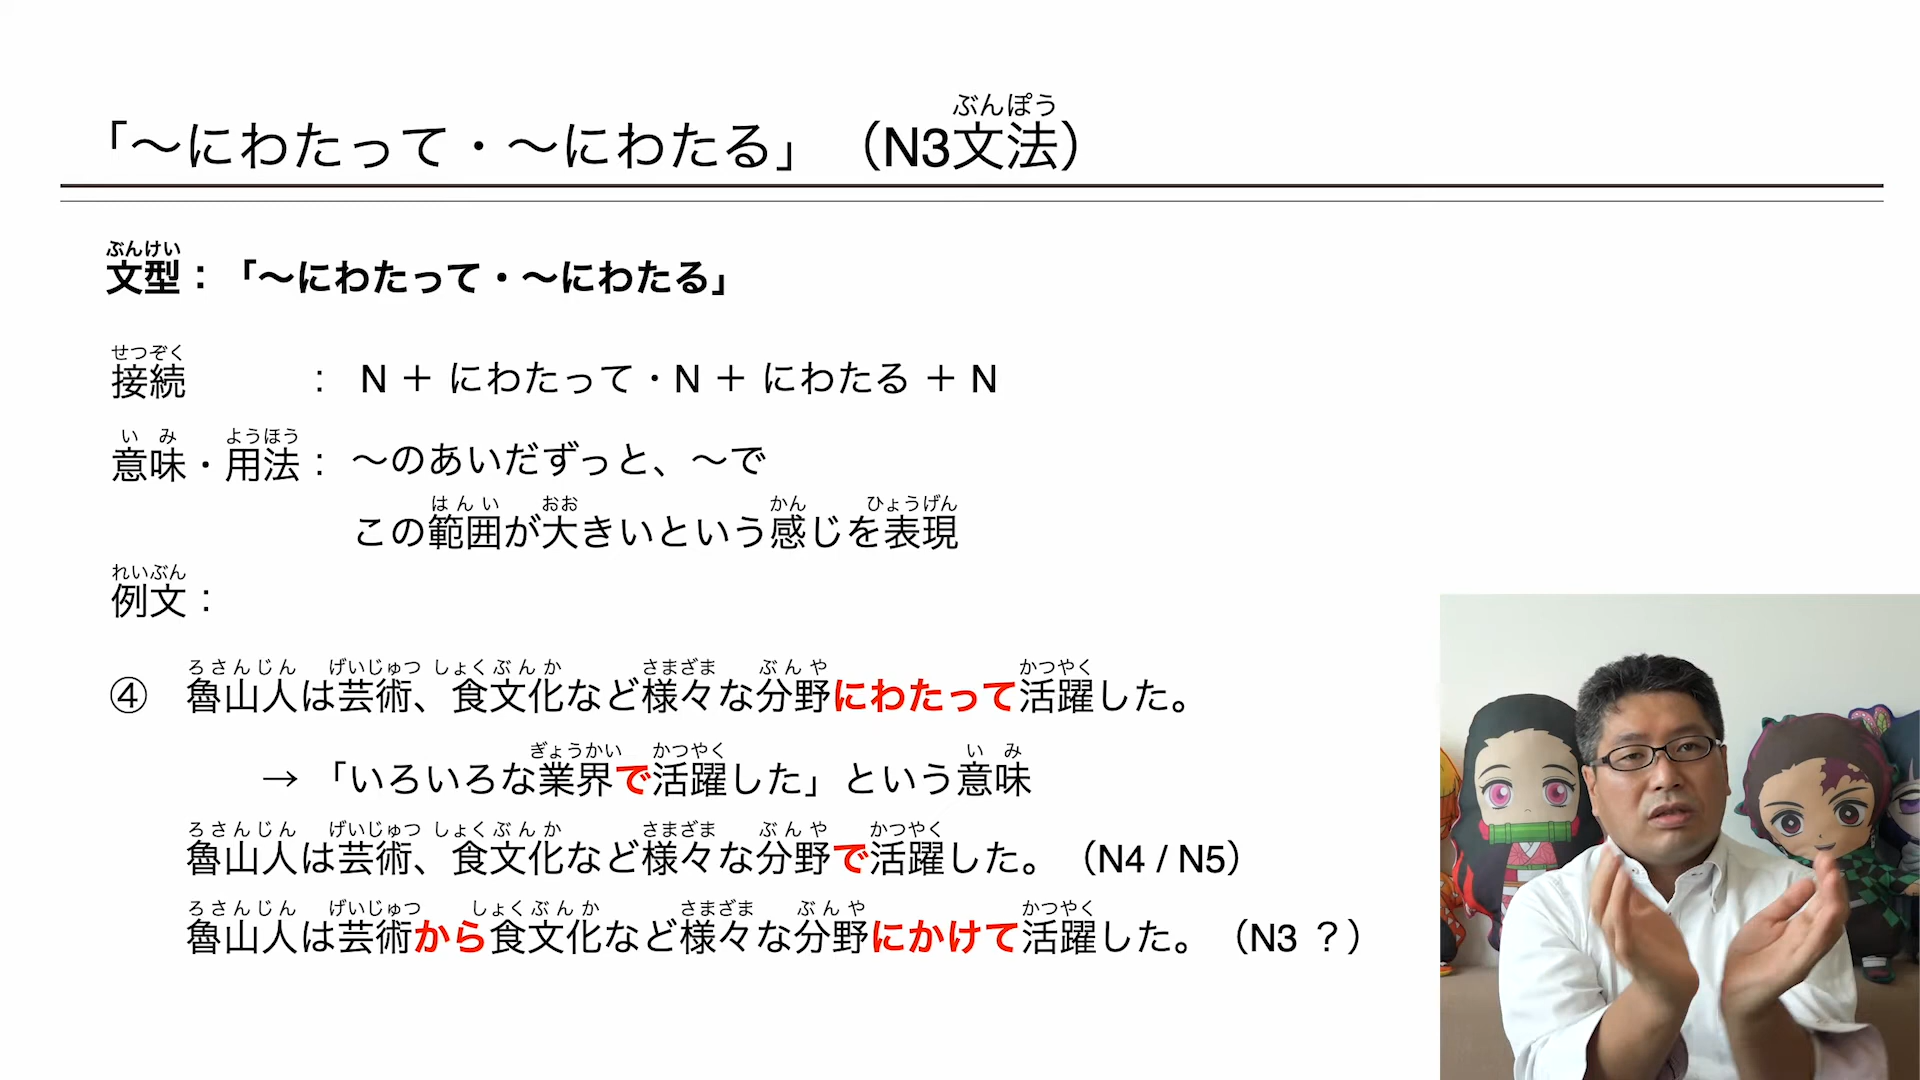 ぶんぽう
「～にわたって・～にわたる」（N3文法）
ぶんけい
文型：「～にわたって・～にわたる」
せつぞく
接続 ： N ＋ にわたって・N ＋ にわたる ＋ N
いみ ようほう
意味・用法： ～のあいだずっと、～で
はんい おお かん ひょうげん
この範囲が大きいという感じを表現
れいぶん
例文：
ろさんじん げいじゅつ しょくぶんか さまざま ぶんや かつやく
④ 魯山人は芸術、食文化など様々な分野にわたって活躍した。
ぎょうかい かつやく いみ
→ 「いろいろな業界で活躍した」という意味
ろさんじん げいじゅつ しょくぶんか さまざま ぶんや かつやく
魯山人は芸術、食文化など様々な分野で活躍した。（N4 / N5）
ろさんじん げいじゅつ しょくぶんか さまざま ぶんや かつやく
魯山人は芸術から食文化など様々な分野にかけて活躍した。（N3 ？）